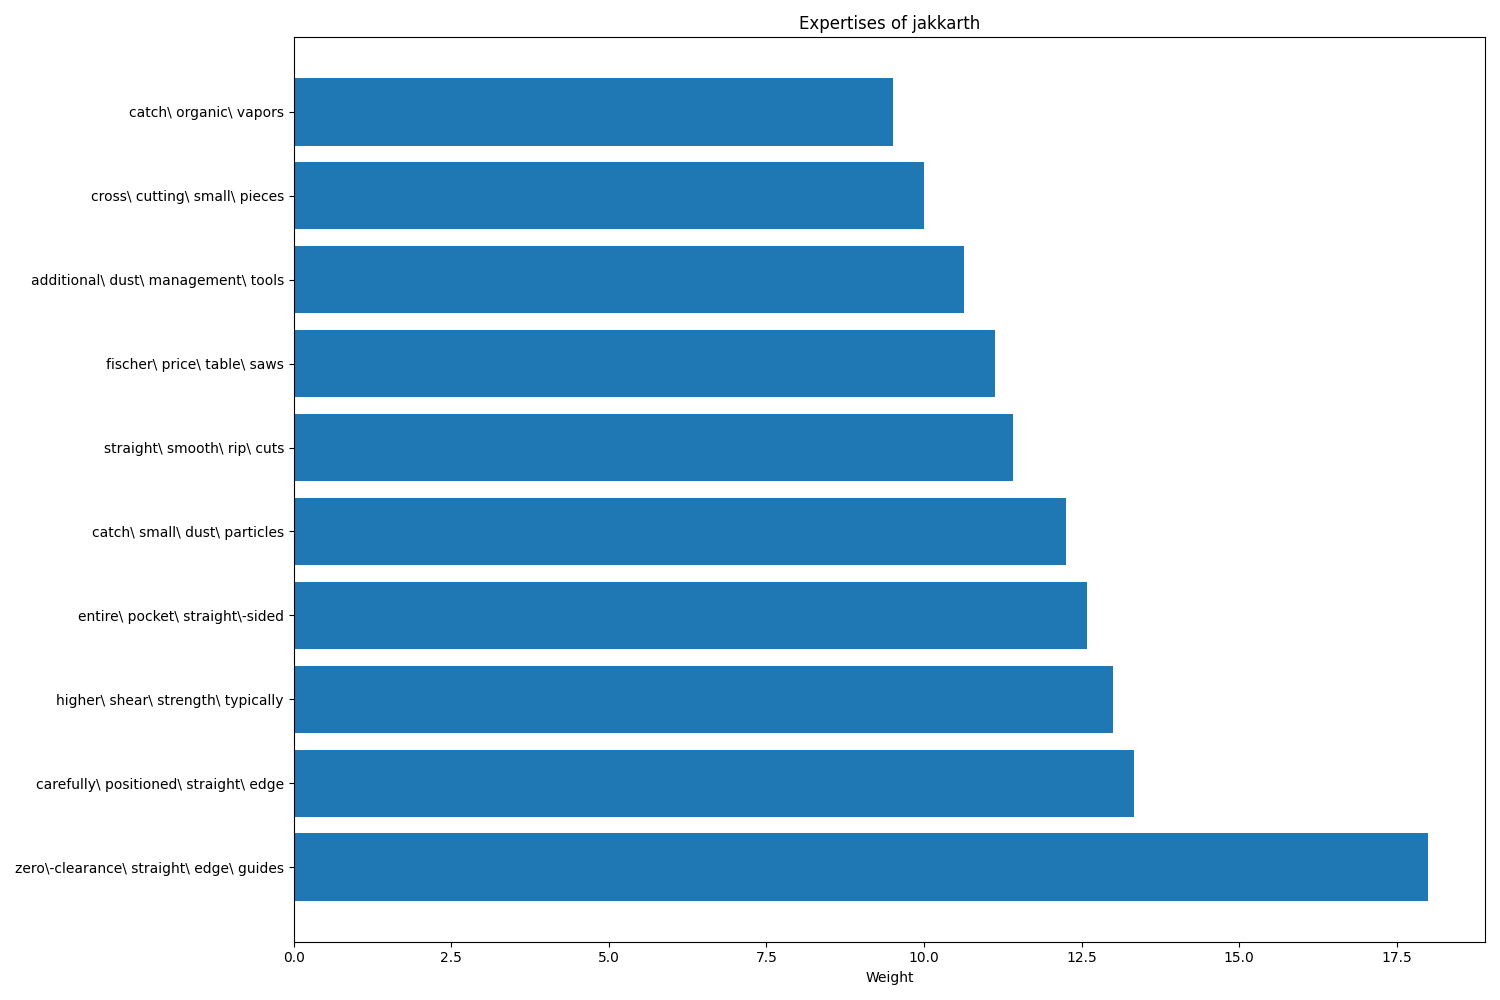 Expertises of jakkarth
catch\ organic\ vapors
cross\ cutting\ small\ pieces
additional\ dust\ management\ tools
fischer\ price\ table\ saws
straight\ smooth\ rip\ cuts
catch\ small\ dust\ particles
entire\ pocket\ straight\-sided
higher\ shear\ strength\ typically
carefully\ positioned\ straight\ edge
zero\-clearance\ straight\ edge\ guides
0.0 2.5 5.0 7.5 10.0 12.5 15.0 17.5
Weight